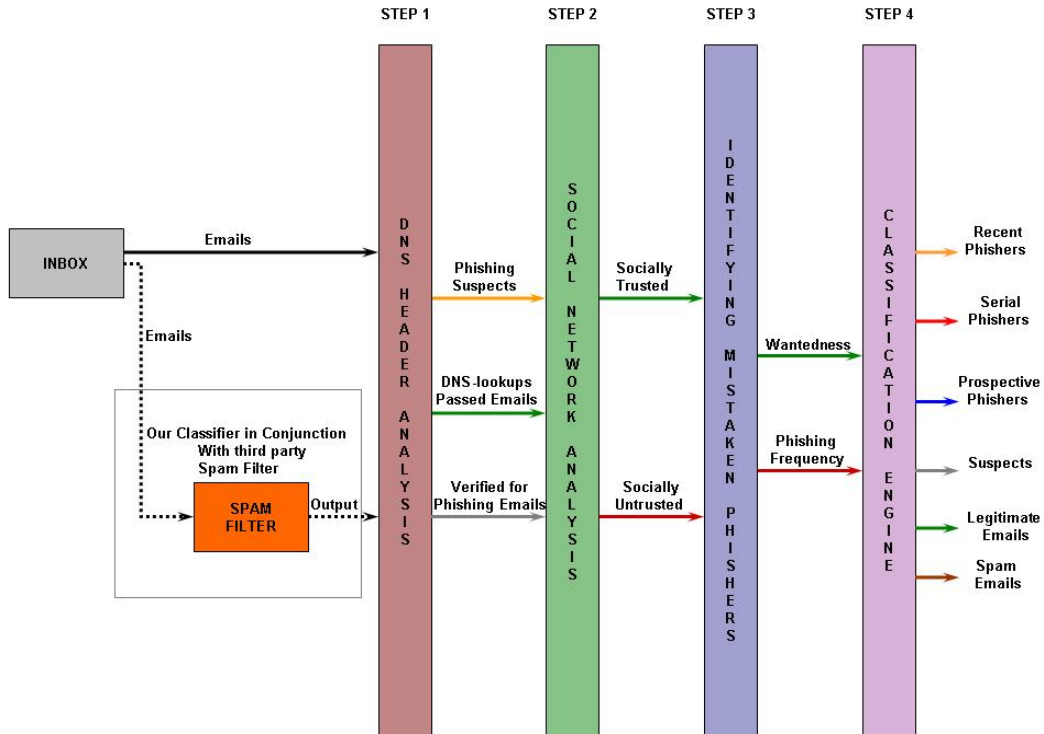 STEP 1
STEP 2
STEP 3
STEP 4
INBOX
Emails
Emails
Our Classifier in Conjunction
With third party
Spam Filter
SPAM
FILTER
Output
DNS HEADER ANALYSIS
Phishing
Suspects
DNS-lookups
Passed Emails
Verified for
Phishing Emails
SOCIAL NETWORK ANALYSIS
Socially
Trusted
Socially
Untrusted
IDENTIFYING MISTAKEN PHISHERS
Wantedness
Phishing
Frequency
CLASSIFICATION ENGINE
Recent
Phishers
Serial
Phishers
Prospective
Phishers
Suspects
Legitimate
Emails
Spam
Emails